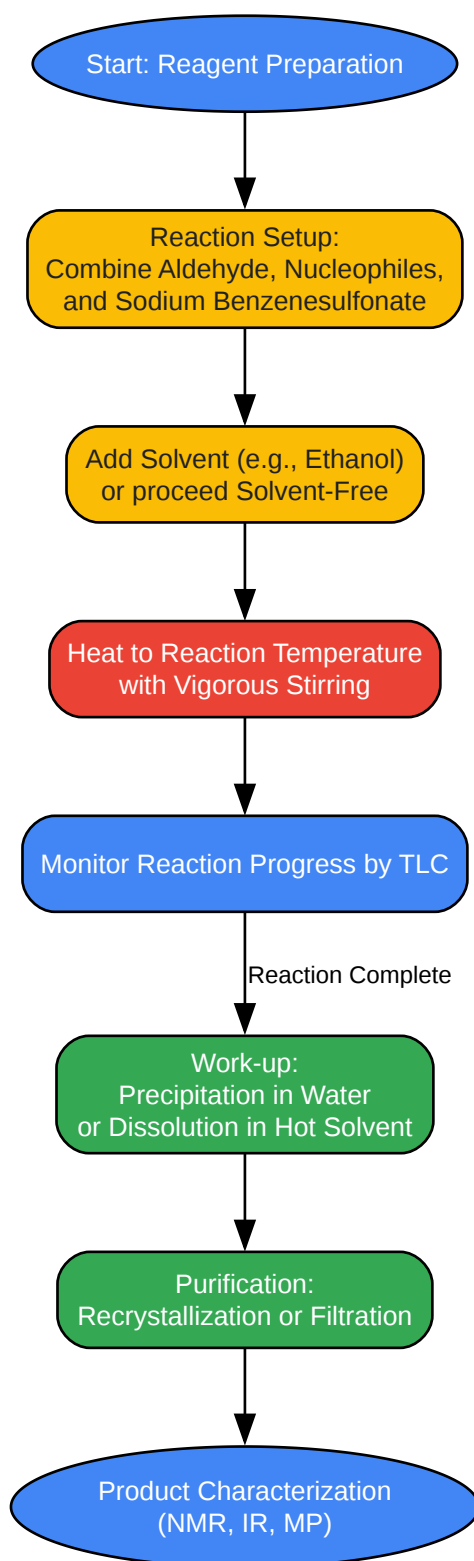 Start: Reagent Preparation
Reaction Setup:
Combine Aldehyde, Nucleophiles,
and Sodium Benzenesulfonate
Add Solvent (e.g., Ethanol)
or proceed Solvent-Free
Heat to Reaction Temperature
with Vigorous Stirring
Monitor Reaction Progress by TLC
Reaction Complete
Work-up:
Precipitation in Water
or Dissolution in Hot Solvent
Purification:
Recrystallization or Filtration
Product Characterization
(NMR, IR, MP)